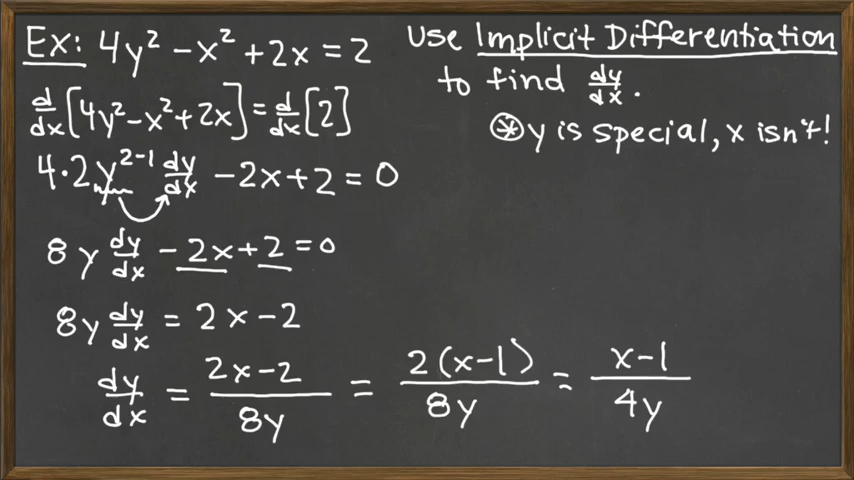 Ex: 4y² - x² + 2x = 2
d/dx [4y² - x² + 2x] = d/dx [2]
4 · 2y²⁻¹ dy/dx - 2x + 2 = 0
8y dy/dx - 2x + 2 = 0
8y dy/dx = 2x - 2
dy/dx = (2x - 2)/(8y) = 2(x - 1)/(8y) = (x - 1)/(4y)
Use Implicit Differentiation
to find dy/dx.
⊛ y is special, x isn't!